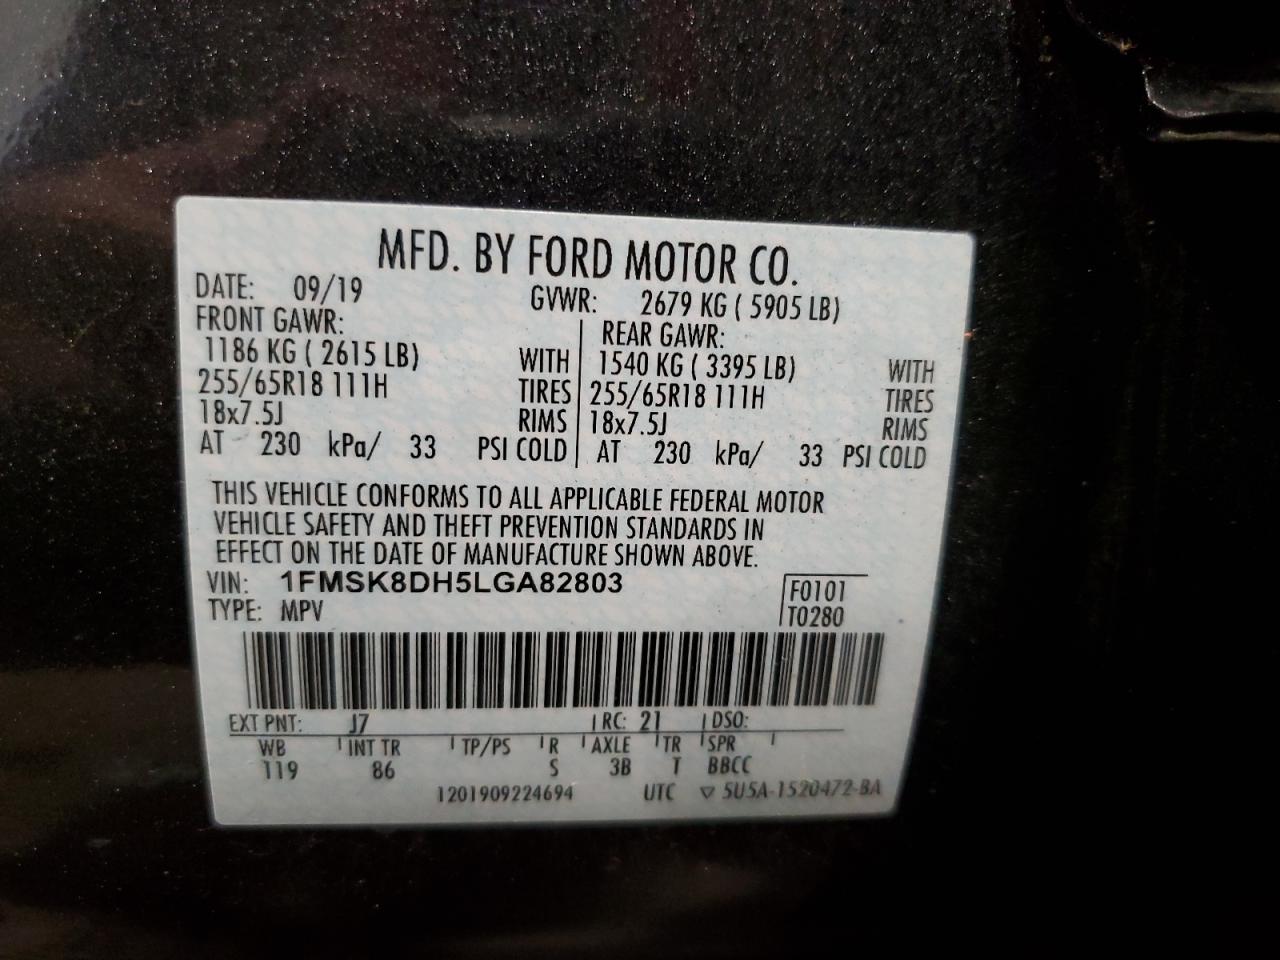 MFD. BY FORD MOTOR CO.
DATE: 09/19 GVWR: 2679 KG ( 5905 LB)
FRONT GAWR: REAR GAWR:
1186 KG ( 2615 LB) WITH 1540 KG ( 3395 LB) WITH
255/65R18 111H TIRES 255/65R18 111H TIRES
18x7.5J RIMS 18x7.5J RIMS
AT 230 kPa/ 33 PSI COLD AT 230 kPa/ 33 PSI COLD
THIS VEHICLE CONFORMS TO ALL APPLICABLE FEDERAL MOTOR
VEHICLE SAFETY AND THEFT PREVENTION STANDARDS IN
EFFECT ON THE DATE OF MANUFACTURE SHOWN ABOVE.
VIN: 1FMSK8DH5LGA82803 F0101
TYPE: MPV T0280
EXT PNT: J7 RC: 21 DSO:
WB INT TR TP/PS R AXLE TR SPR
119 86 S 3B T BBCC
1201909224694 UTC ▽ 5U5A-1520472-BA